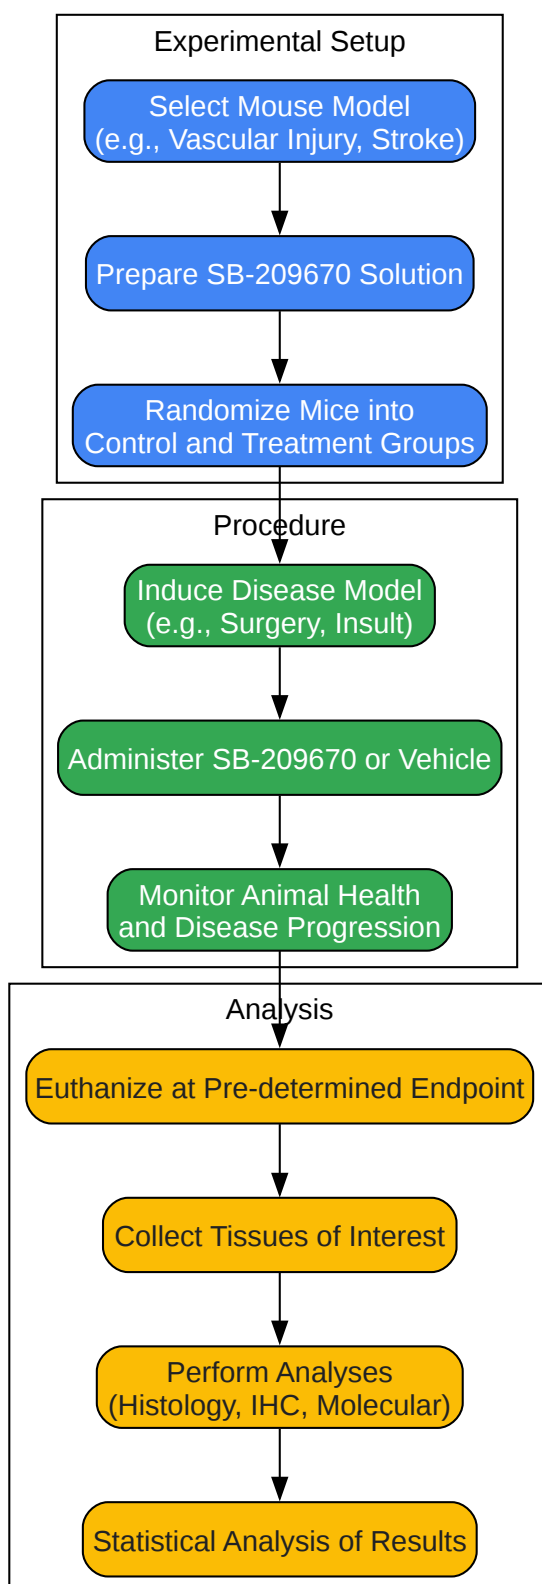 Experimental Setup
Select Mouse Model
(e.g., Vascular Injury, Stroke)
Prepare SB-209670 Solution
Randomize Mice into
Control and Treatment Groups
Procedure
Induce Disease Model
(e.g., Surgery, Insult)
Administer SB-209670 or Vehicle
Monitor Animal Health
and Disease Progression
Analysis
Euthanize at Pre-determined Endpoint
Collect Tissues of Interest
Perform Analyses
(Histology, IHC, Molecular)
Statistical Analysis of Results